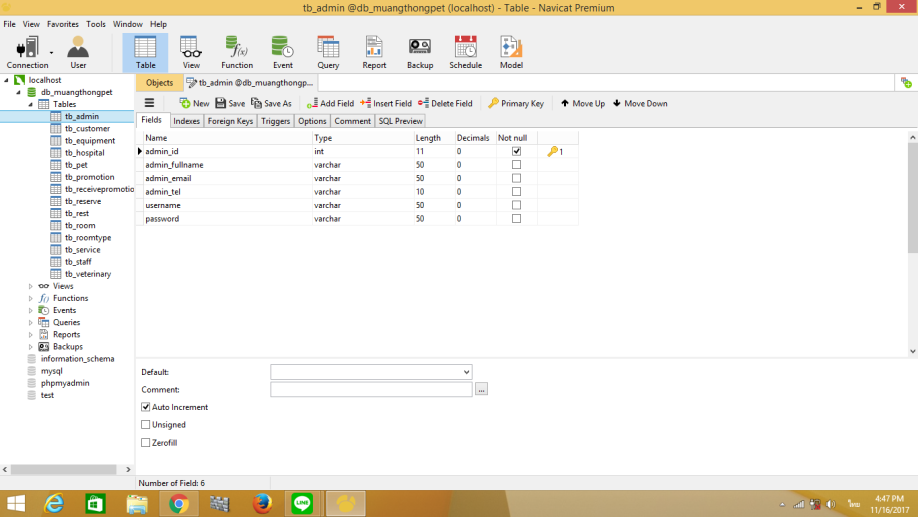 tb_admin @db_muangthongpet (localhost) - Table - Navicat Premium
File View Favorites Tools Window Help
Connection User Table View Function Event Query Report Backup Schedule Model
localhost
db_muangthongpet
Tables
tb_admin
tb_customer
tb_equipment
tb_hospital
tb_pet
tb_promotion
tb_receivepromotio
tb_reserve
tb_rest
tb_room
tb_roomtype
tb_service
tb_staff
tb_veterinary
Views
Functions
Events
Queries
Reports
Backups
information_schema
mysql
phpmyadmin
test
Objects tb_admin @db_muangthongp...
New Save Save As Add Field Insert Field Delete Field Primary Key Move Up Move Down
Fields Indexes Foreign Keys Triggers Options Comment SQL Preview
Name Type Length Decimals Not null
admin_id int 11 0 1
admin_fullname varchar 50 0
admin_email varchar 50 0
admin_tel varchar 10 0
username varchar 50 0
password varchar 50 0
Default:
Comment: ...
Auto Increment
Unsigned
Zerofill
Number of Field: 6
LINE
ไทย
4:47 PM
11/16/2017